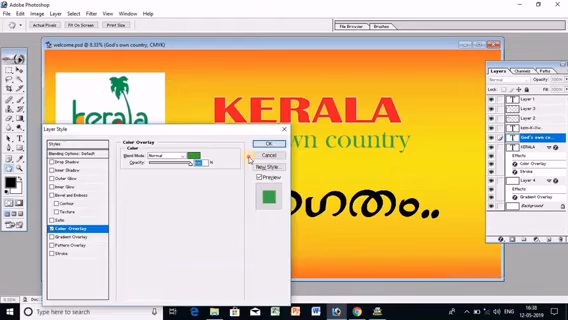 Adobe Photoshop
File Edit Image Layer Select Filter View Window Help
Actual Pixels Fit On Screen Print Size File Browser Brushes
welcome.psd @ 8.33% (God's own country, CMYK)
kerala
KERALA
wn country
ഗതം..
Layer Style
Styles
Blending Options: Default
Drop Shadow
Inner Shadow
Outer Glow
Inner Glow
Bevel and Emboss
Contour
Texture
Satin
Color Overlay
Gradient Overlay
Pattern Overlay
Stroke
Color Overlay
Color
Blend Mode: Normal
Opacity: %
OK
Cancel
New Style...
Preview
Layers Channels Paths
Normal Opacity: 100%
Lock: Fill: 100%
Layer 1
Layer 3
Layer 2
God's own co...
KERALA
Effects
Color Overlay
Stroke
Layer 4
Effects
Gradient Overlay
Background
Type here to search
ENG
16:38
12-05-2019